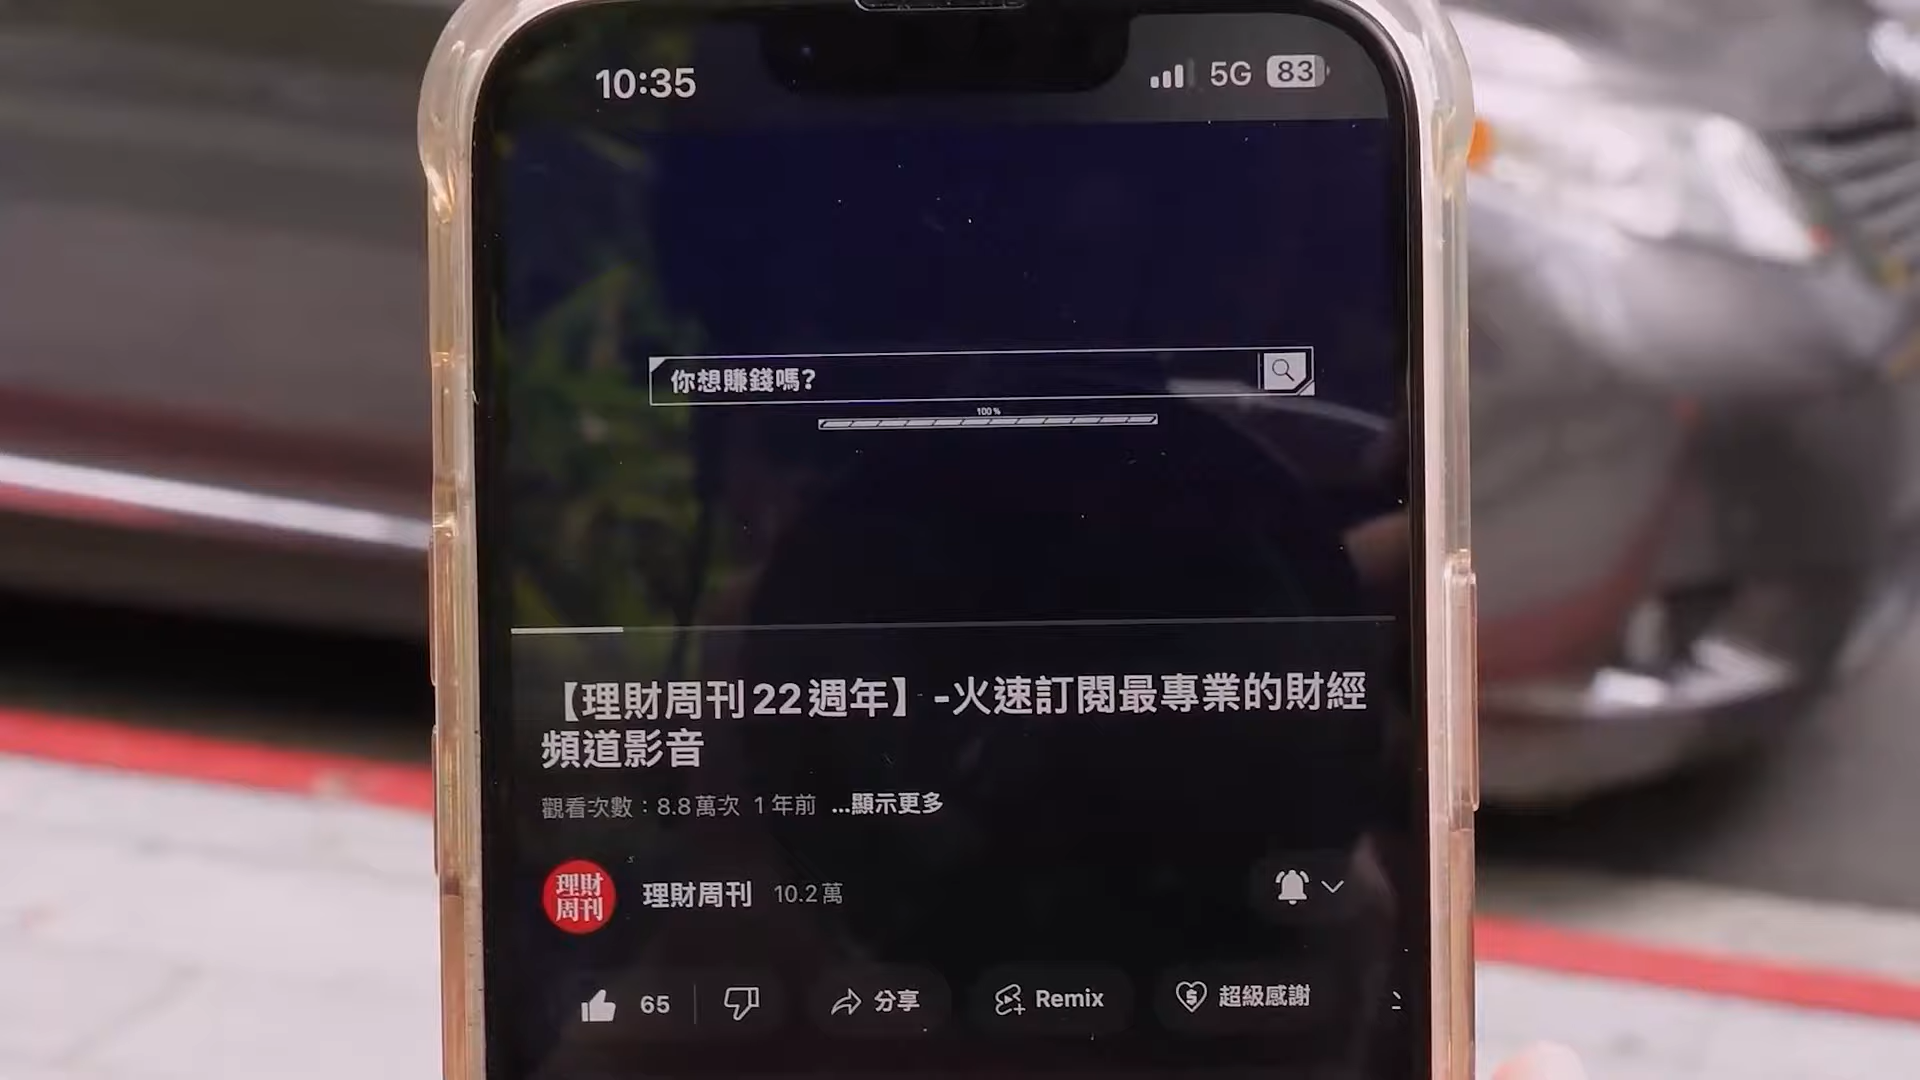 10:35
5G 83
你想賺錢嗎?
100 %
【理財周刊22週年】-火速訂閱最專業的財經
頻道影音
觀看次數：8.8萬次 1年前 ...顯示更多
理財
周刊
理財周刊 10.2萬
65 分享 Remix 超級感謝